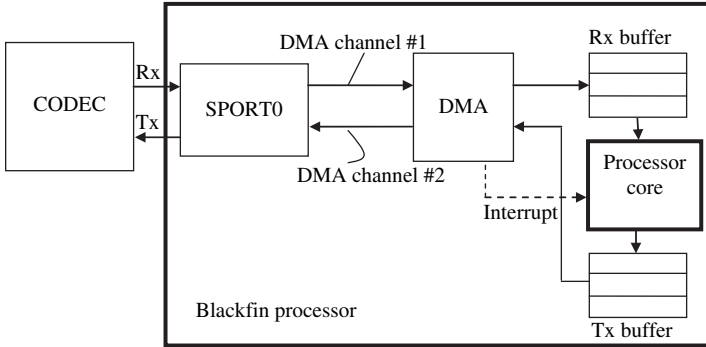 DMA channel #1
Rx buffer
Rx
CODEC
SPORT0
DMA
Tx
DMA channel #2
Processor
core
Interrupt
Blackfin processor
Tx buffer